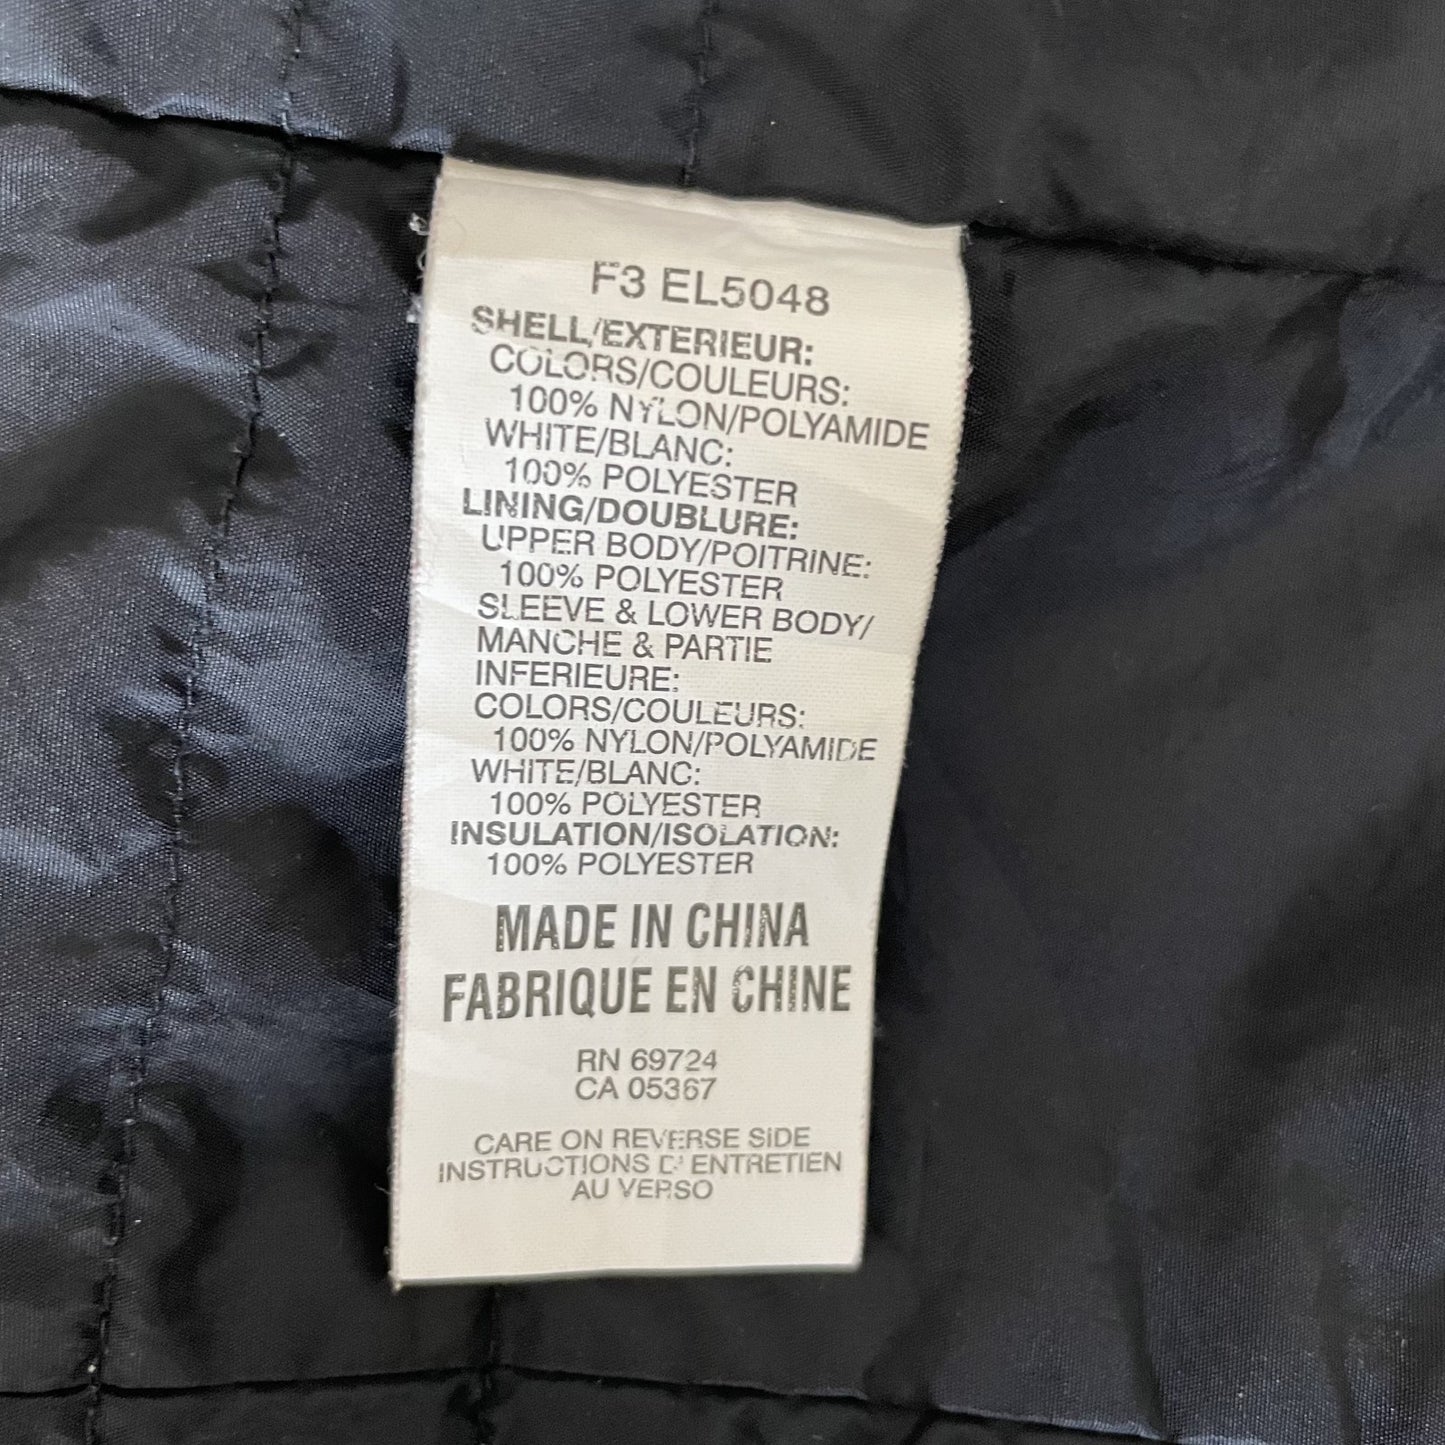 F3 EL5048
SHELL/EXTERIEUR:
COLORS/COULEURS:
100% NYLON/POLYAMIDE
WHITE/BLANC:
100% POLYESTER
LINING/DOUBLURE:
UPPER BODY/POITRINE:
100% POLYESTER
SLEEVE & LOWER BODY/
MANCHE & PARTIE
INFERIEURE:
COLORS/COULEURS:
100% NYLON/POLYAMIDE
WHITE/BLANC:
100% POLYESTER
INSULATION/ISOLATION:
100% POLYESTER
MADE IN CHINA
FABRIQUE EN CHINE
RN 69724
CA 05367
CARE ON REVERSE SIDE
INSTRUCTIONS D'ENTRETIEN
AU VERSO